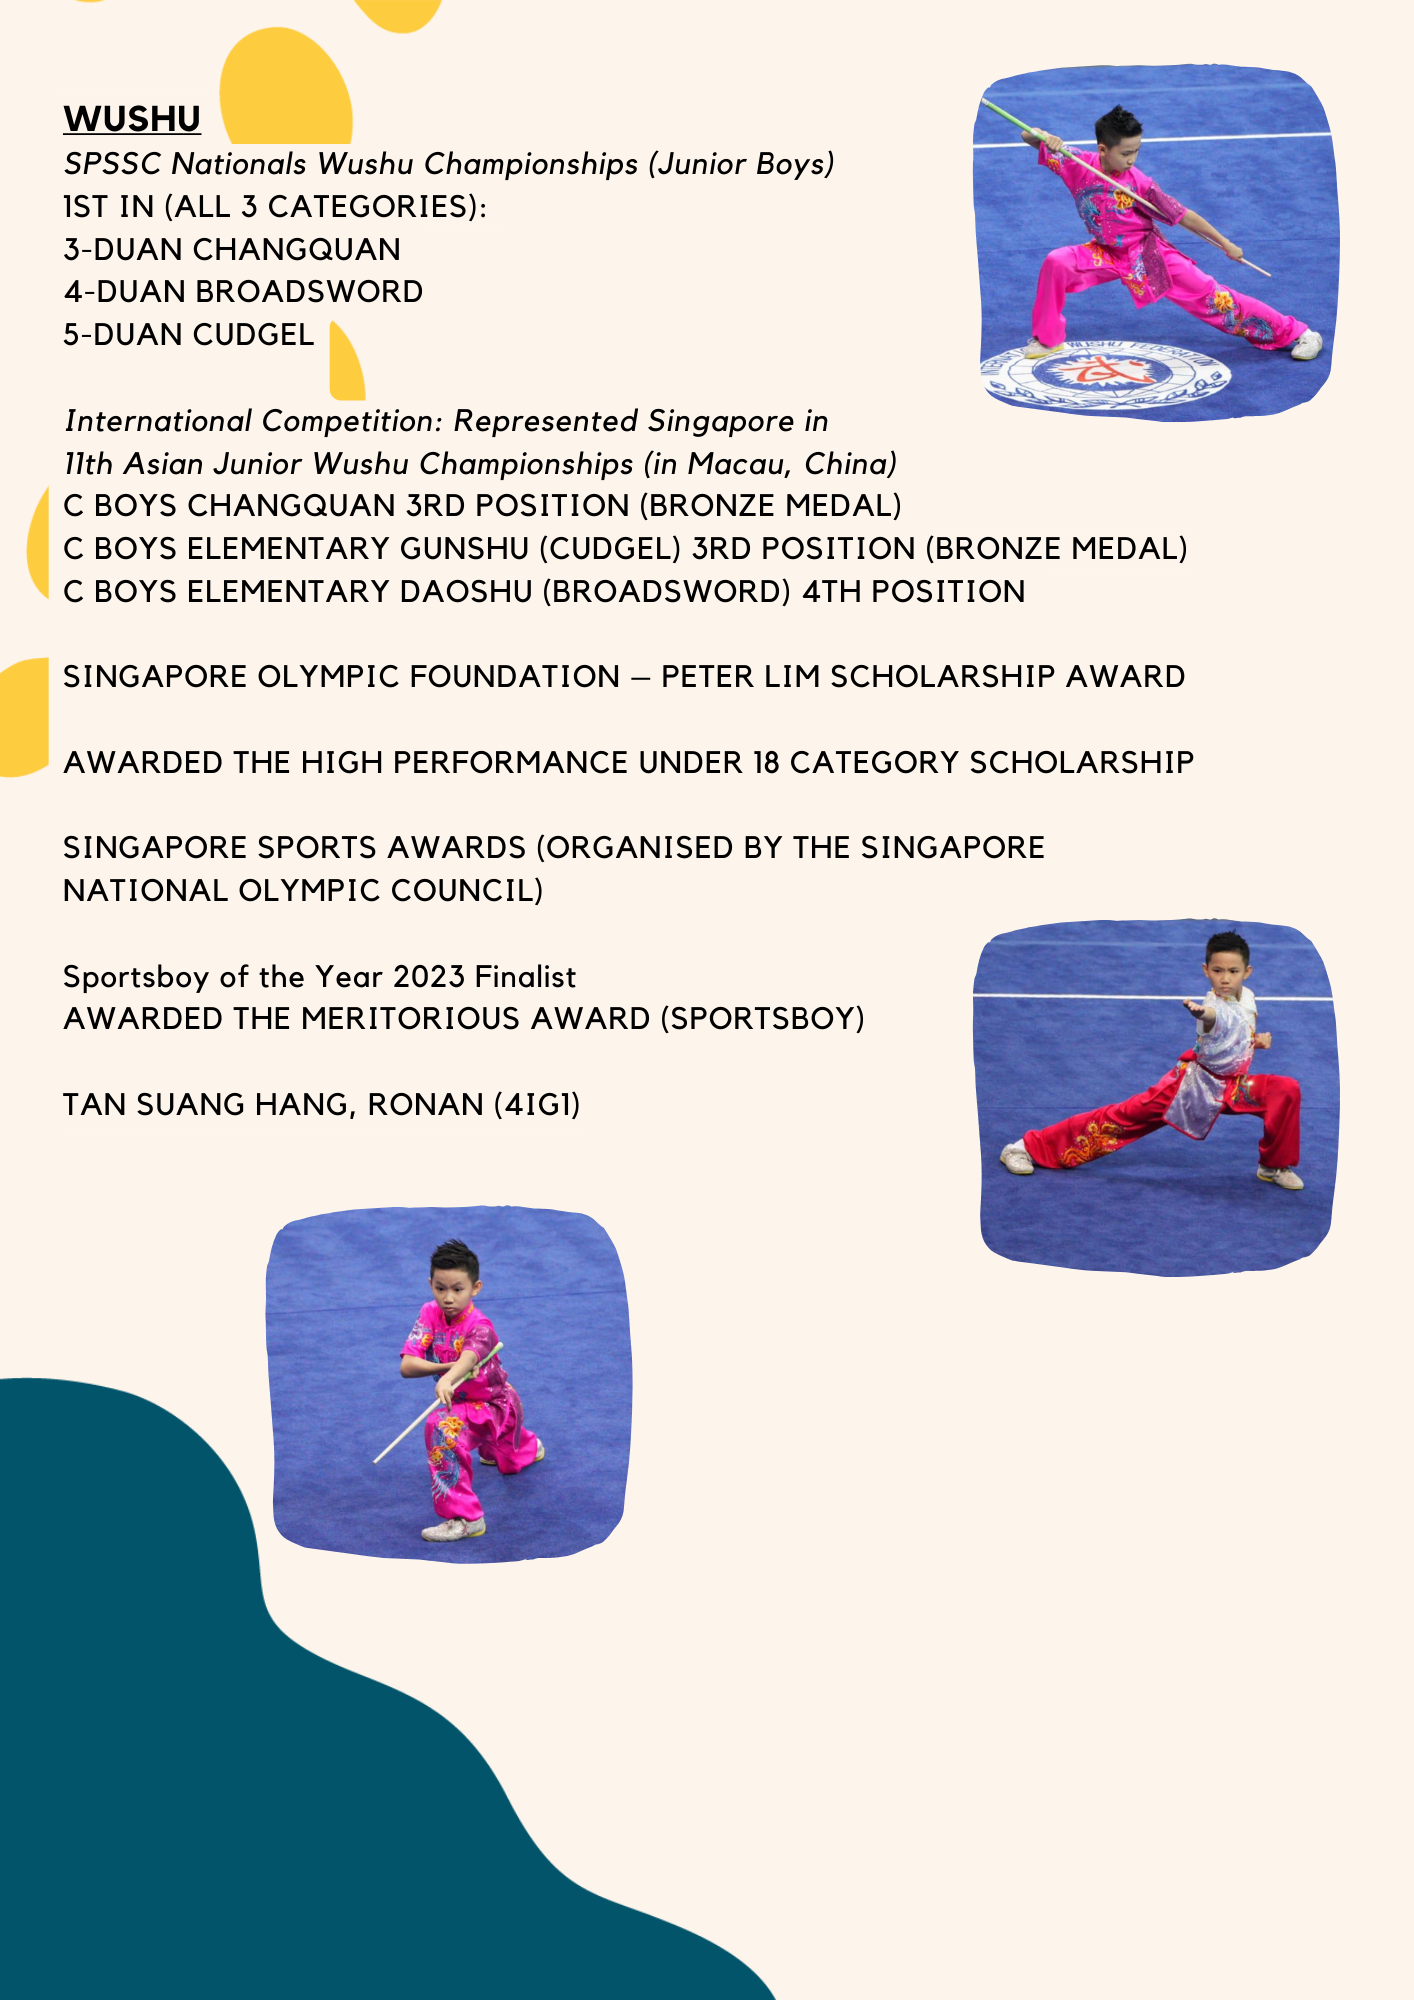 WUSHU
SPSSC Nationals Wushu Championships (Junior Boys)
1ST IN (ALL 3 CATEGORIES):
3-DUAN CHANGQUAN
4-DUAN BROADSWORD
5-DUAN CUDGEL
International Competition: Represented Singapore in
11th Asian Junior Wushu Championships (in Macau, China)
C BOYS CHANGQUAN 3RD POSITION (BRONZE MEDAL)
C BOYS ELEMENTARY GUNSHU (CUDGEL) 3RD POSITION (BRONZE MEDAL)
C BOYS ELEMENTARY DAOSHU (BROADSWORD) 4TH POSITION
SINGAPORE OLYMPIC FOUNDATION – PETER LIM SCHOLARSHIP AWARD
AWARDED THE HIGH PERFORMANCE UNDER 18 CATEGORY SCHOLARSHIP
SINGAPORE SPORTS AWARDS (ORGANISED BY THE SINGAPORE
NATIONAL OLYMPIC COUNCIL)
Sportsboy of the Year 2023 Finalist
AWARDED THE MERITORIOUS AWARD (SPORTSBOY)
TAN SUANG HANG, RONAN (4IG1)
WUSHU FEDERATION